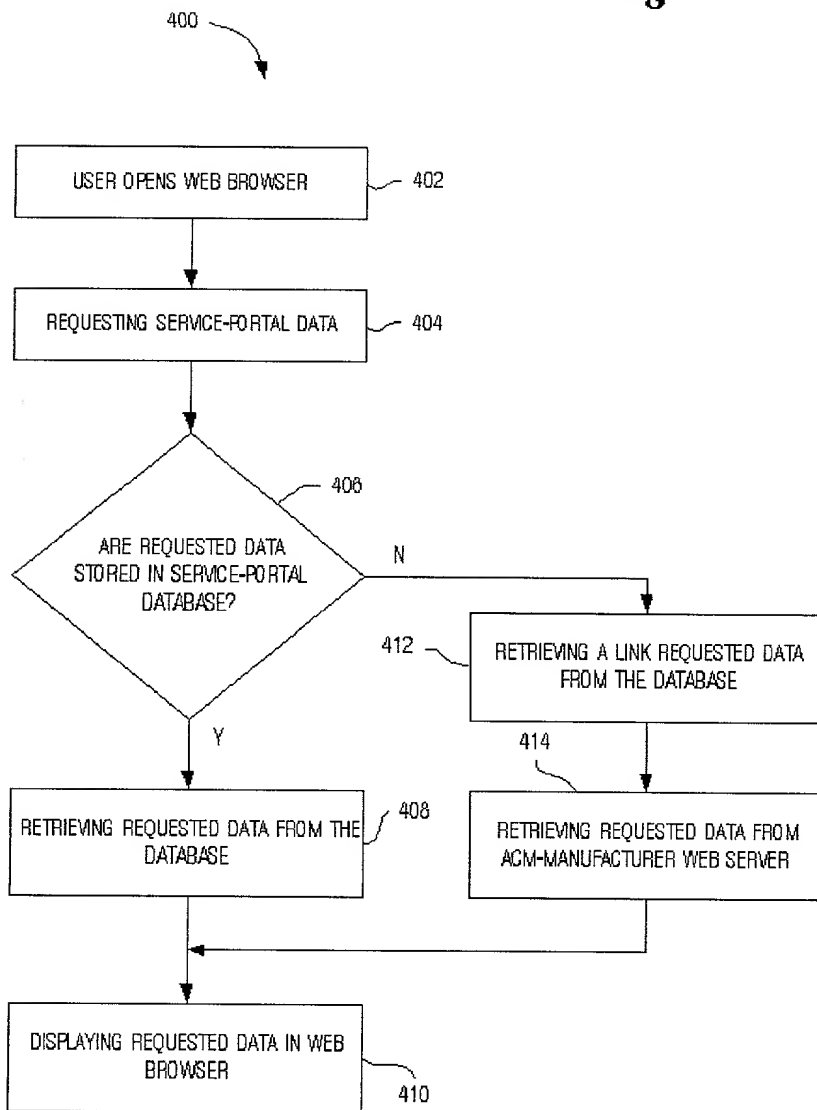 400
USER OPENS WEB BROWSER
402
REQUESTING SERVICE-PORTAL DATA
404
406
ARE REQUESTED DATA
STORED IN SERVICE-PORTAL
DATABASE?
N
412
RETRIEVING A LINK REQUESTED DATA
FROM THE DATABASE
Y
414
RETRIEVING REQUESTED DATA FROM THE
DATABASE
408
RETRIEVING REQUESTED DATA FROM
ACM-MANUFACTURER WEB SERVER
DISPLAYING REQUESTED DATA IN WEB
BROWSER
410